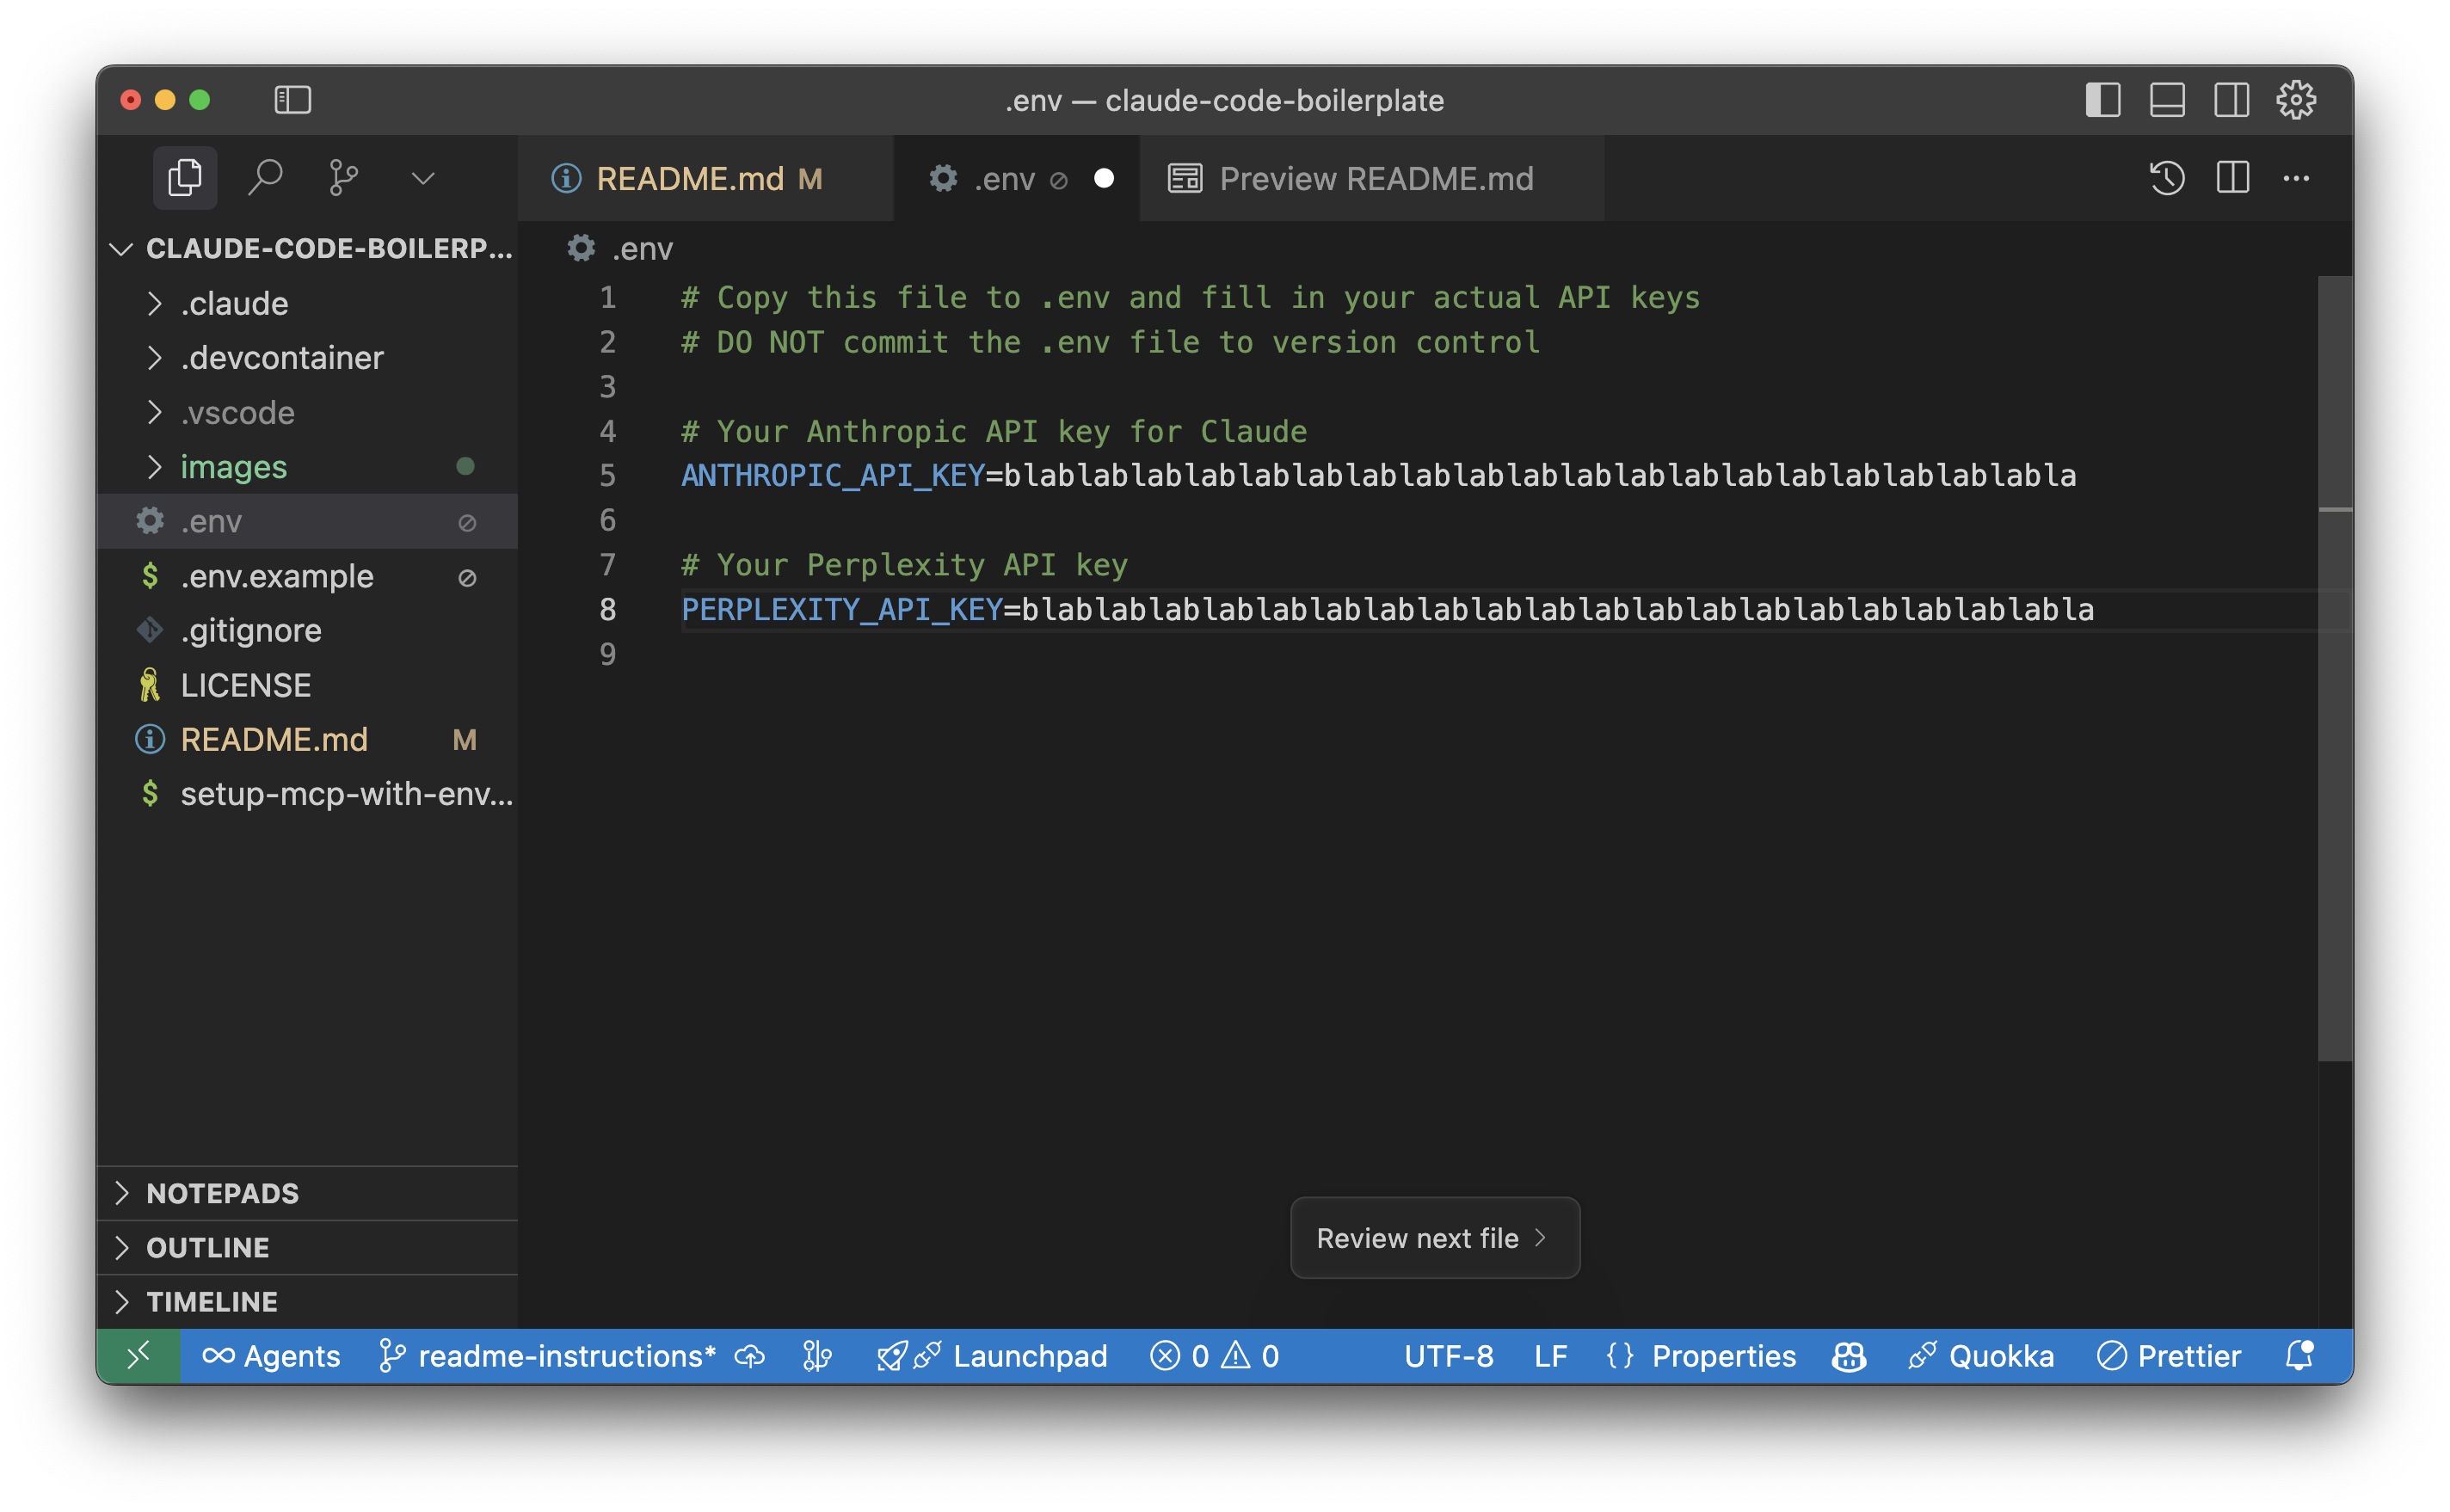 .env — claude-code-boilerplate
README.md M
.env
Preview README.md
CLAUDE-CODE-BOILERP...
.claude
.devcontainer
.vscode
images
.env
.env.example
.gitignore
LICENSE
README.md M
setup-mcp-with-env...
NOTEPADS
OUTLINE
TIMELINE
.env
1 # Copy this file to .env and fill in your actual API keys
2 # DO NOT commit the .env file to version control
3
4 # Your Anthropic API key for Claude
5 ANTHROPIC_API_KEY=blablablablablablablablablablablablablablablablablablablabla
6
7 # Your Perplexity API key
8 PERPLEXITY_API_KEY=blablablablablablablablablablablablablablablablablablablabla
9
Review next file
Agents readme-instructions* Launchpad 0 0 UTF-8 LF {} Properties Quokka Prettier